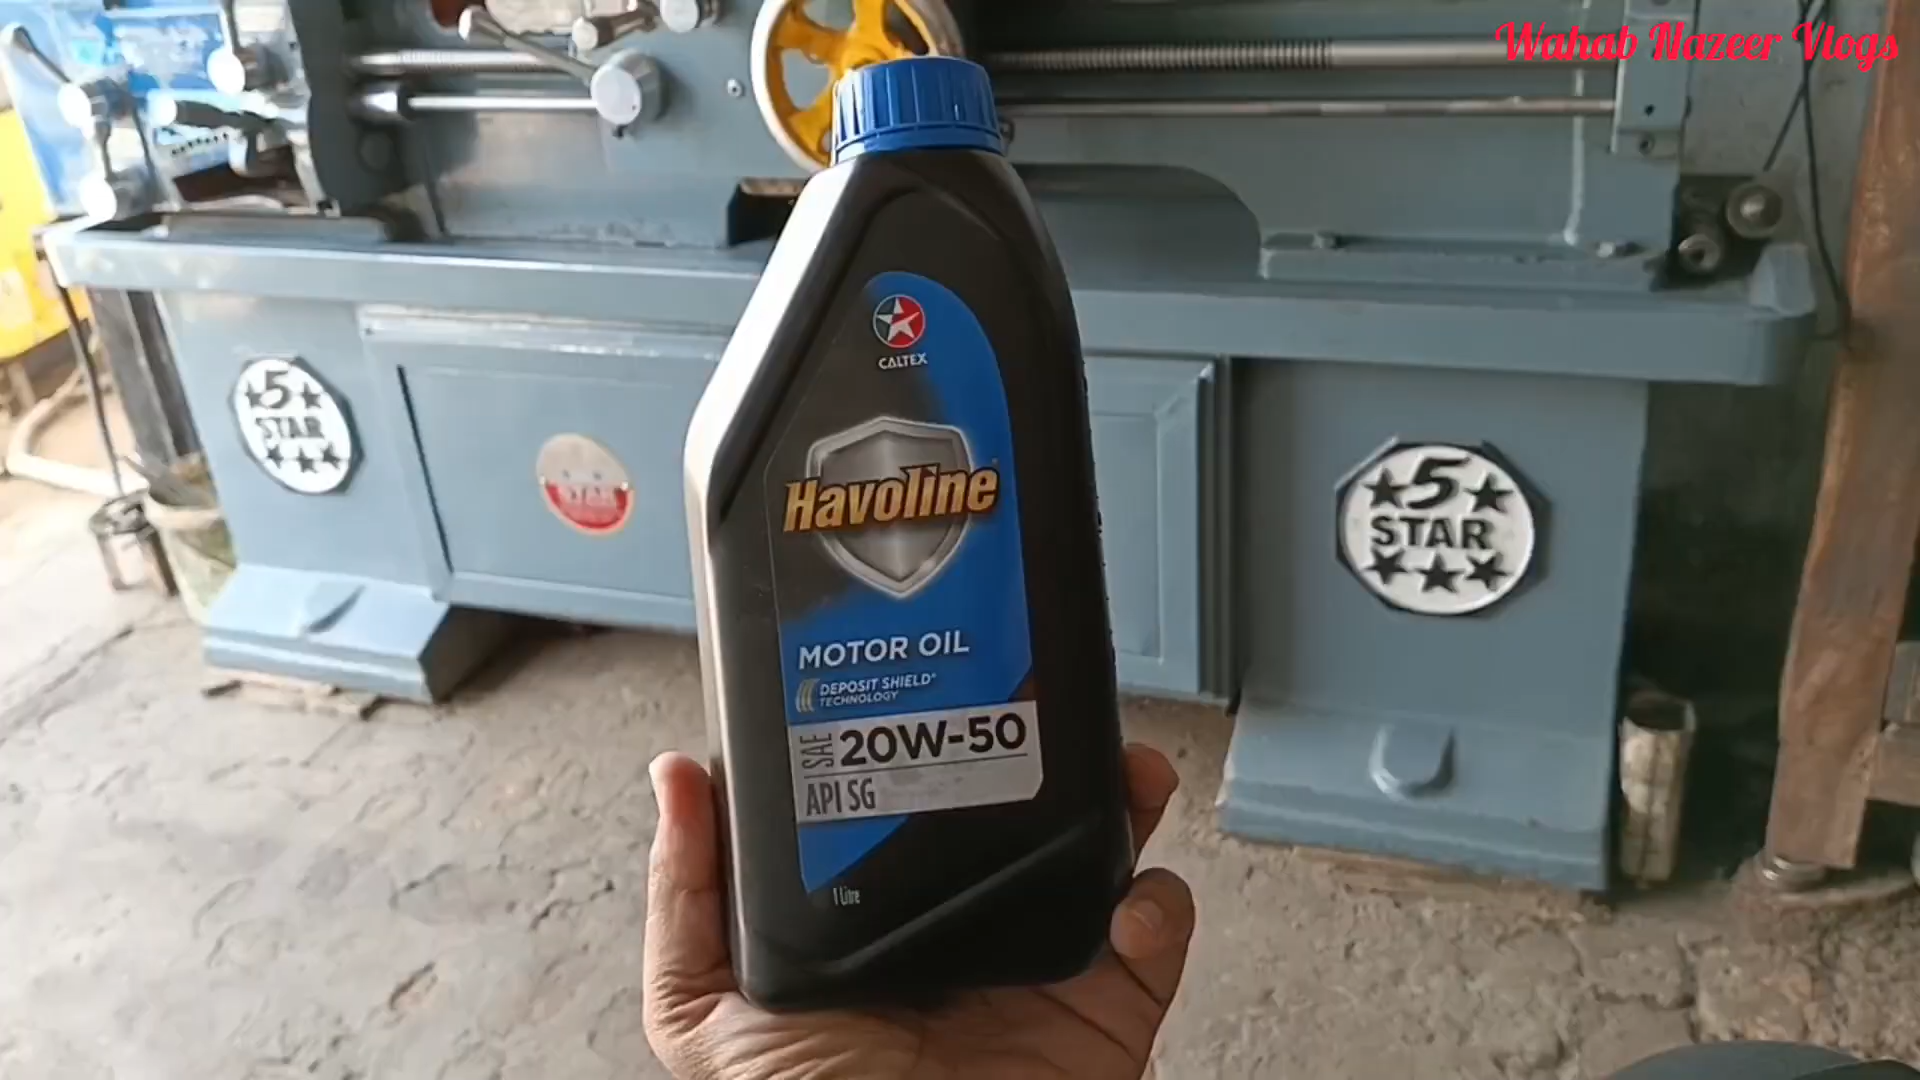 Wahab Nazeer Vlogs
CALTEX
Havoline
MOTOR OIL
DEPOSIT SHIELD
TECHNOLOGY
SAE 20W-50
API SG
1 Litre
5
STAR
STAR
5
STAR